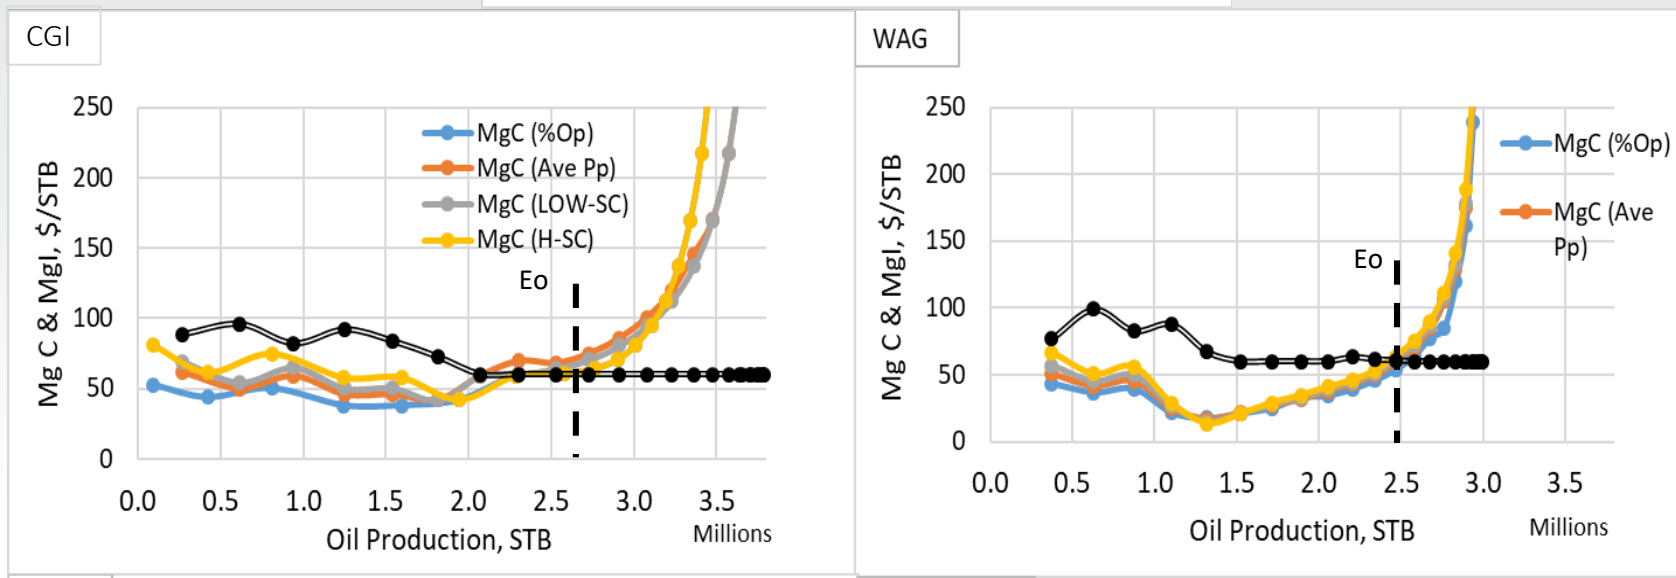 CGI
Mg C & MgI, $/STB
250
200
150
100
50
0
MgC (%Op)
MgC (Ave Pp)
MgC (LOW-SC)
MgC (H-SC)
Eo
0.0 0.5 1.0 1.5 2.0 2.5 3.0 3.5
Oil Production, STB
Millions
WAG
Mg C & MgI, $/STB
250
200
150
100
50
0
MgC (%Op)
MgC (Ave
Pp)
Eo
0.0 0.5 1.0 1.5 2.0 2.5 3.0 3.5
Oil Production, STB
Millions